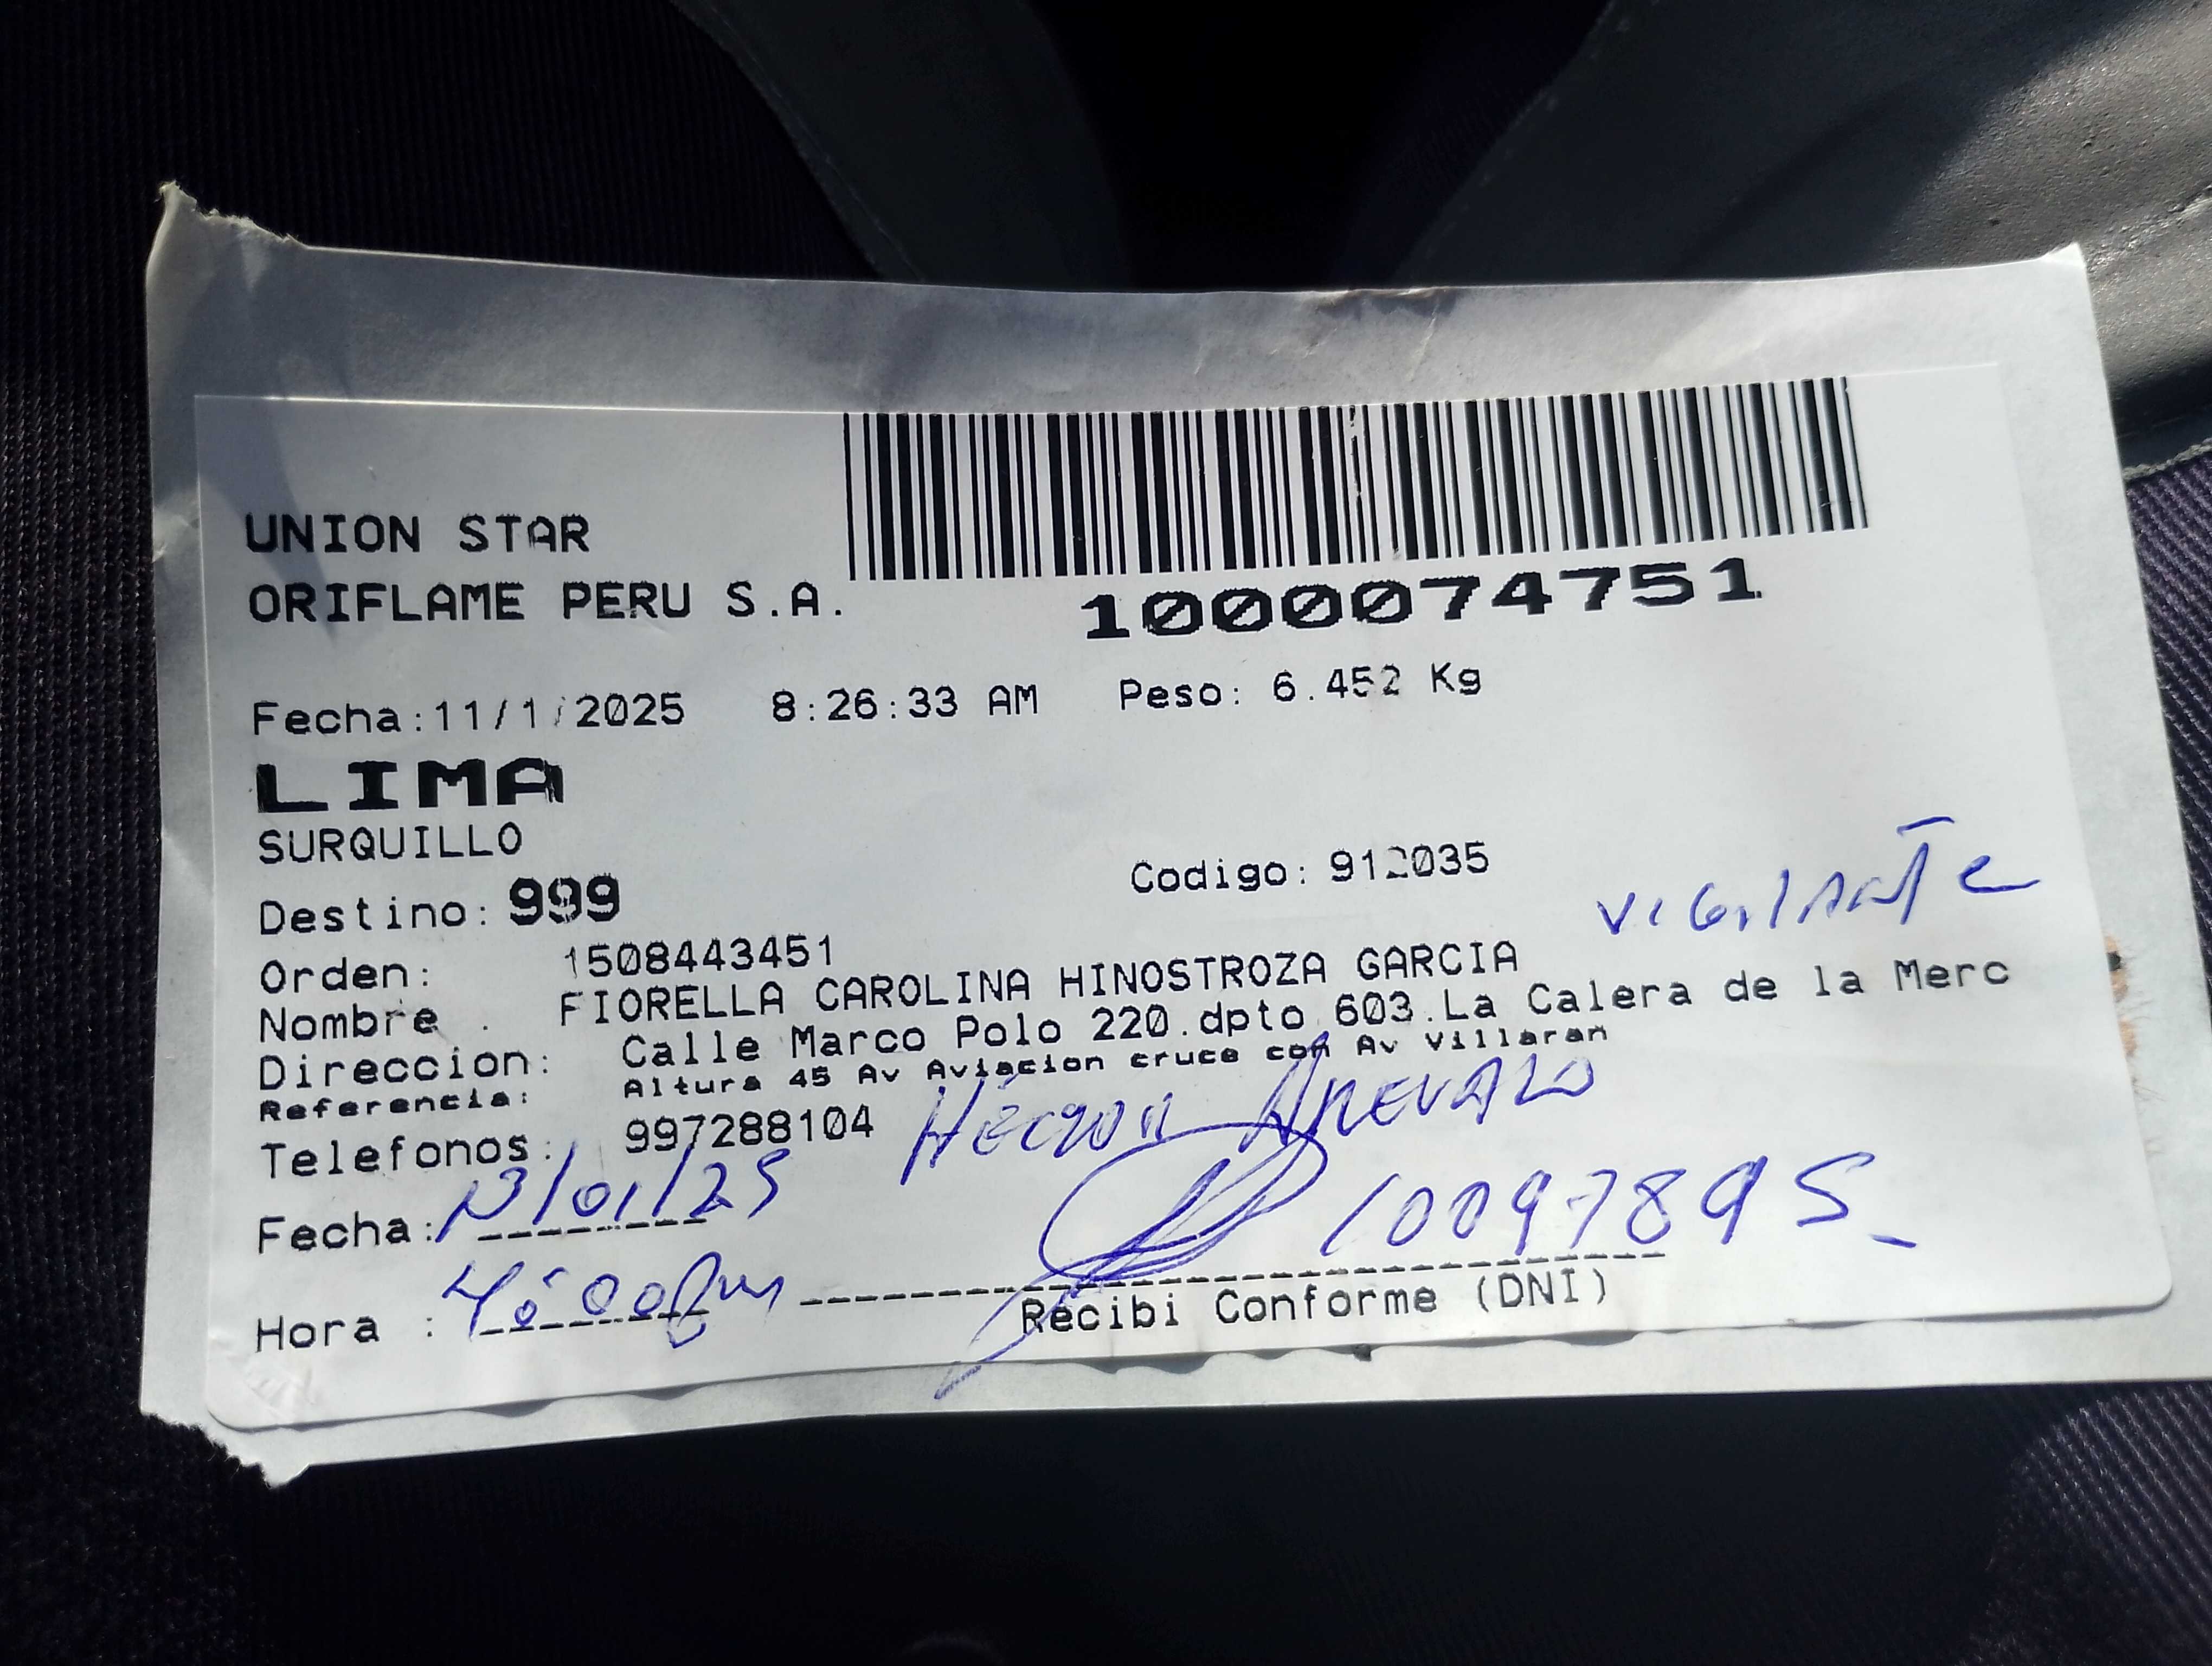 UNION STAR
ORIFLAME PERU S.A.
1000074751
Fecha:11/1/2025 8:26:33 AM Peso: 6.452 Kg
LIMA
SURQUILLO
Destino: 999 Codigo: 912035
VIGILANTE
Orden: 1508443451
Nombre : FIORELLA CAROLINA HINOSTROZA GARCIA
Direccion: Calle Marco Polo 220.dpto 603.La Calera de la Merc
Referencia: Altura 45 Av Aviacion cruce con Av Villaran
Telefonos: 997288104
AREVALO
Fecha: 13/01/25 10097895
Hora : 4:00pm
Recibi Conforme (DNI)